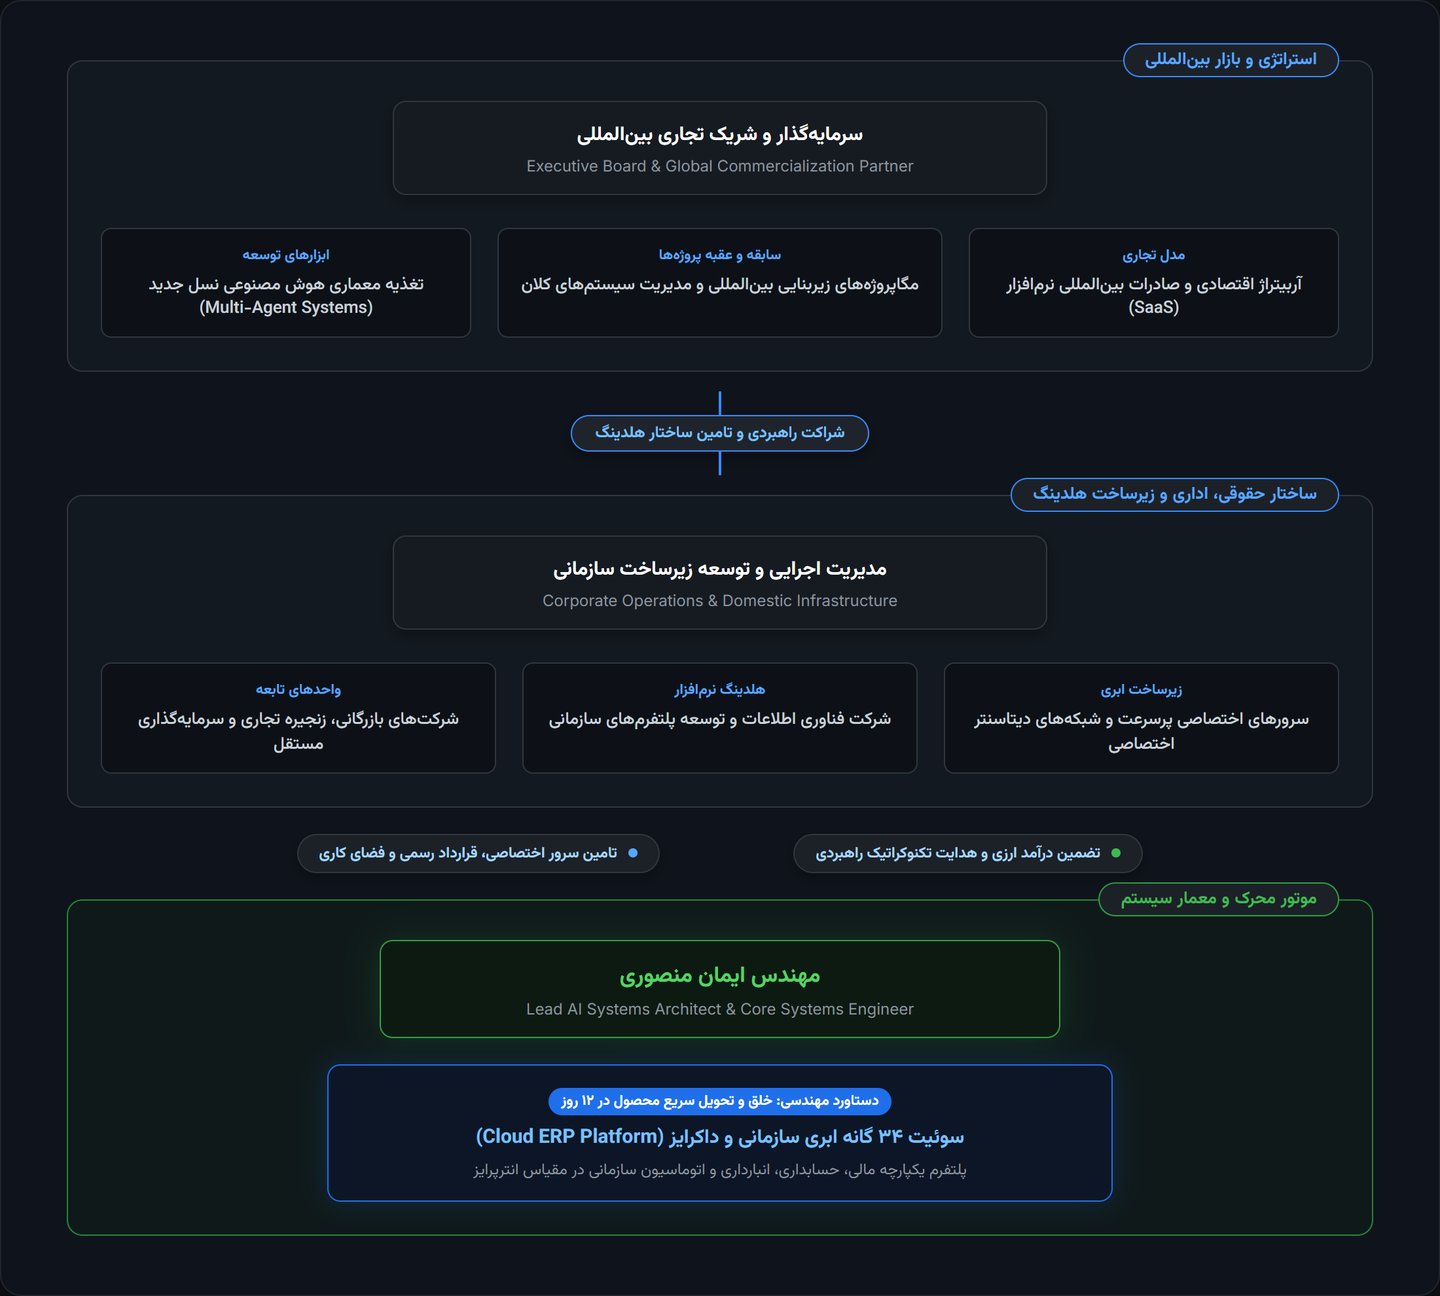 استراتژی و بازار بین‌المللی
سرمایه‌گذار و شریک تجاری بین‌المللی
Executive Board & Global Commercialization Partner
مدل تجاری
آربیتراژ اقتصادی و صادرات بین‌المللی نرم‌افزار
(SaaS)
سابقه و عقبه پروژه‌ها
مگاپروژه‌های زیربنایی بین‌المللی و مدیریت سیستم‌های کلان
ابزارهای توسعه
تغذیه معماری هوش مصنوعی نسل جدید
(Multi-Agent Systems)
شراکت راهبردی و تامین ساختار هلدینگ
ساختار حقوقی، اداری و زیرساخت هلدینگ
مدیریت اجرایی و توسعه زیرساخت سازمانی
Corporate Operations & Domestic Infrastructure
زیرساخت ابری
سرورهای اختصاصی پرسرعت و شبکه‌های دیتاسنتر
اختصاصی
هلدینگ نرم‌افزار
شرکت فناوری اطلاعات و توسعه پلتفرم‌های سازمانی
واحدهای تابعه
شرکت‌های بازرگانی، زنجیره تجاری و سرمایه‌گذاری
مستقل
تضمین درآمد ارزی و هدایت تکنوکراتیک راهبردی
تامین سرور اختصاصی، قرارداد رسمی و فضای کاری
موتور محرک و معمار سیستم
مهندس ایمان منصوری
Lead AI Systems Architect & Core Systems Engineer
دستاورد مهندسی: خلق و تحویل سریع محصول در ۱۲ روز
سوئیت ۳۴ گانه ابری سازمانی و داکرایز (Cloud ERP Platform)
پلتفرم یکپارچه مالی، حسابداری، انبارداری و اتوماسیون سازمانی در مقیاس انترپرایز